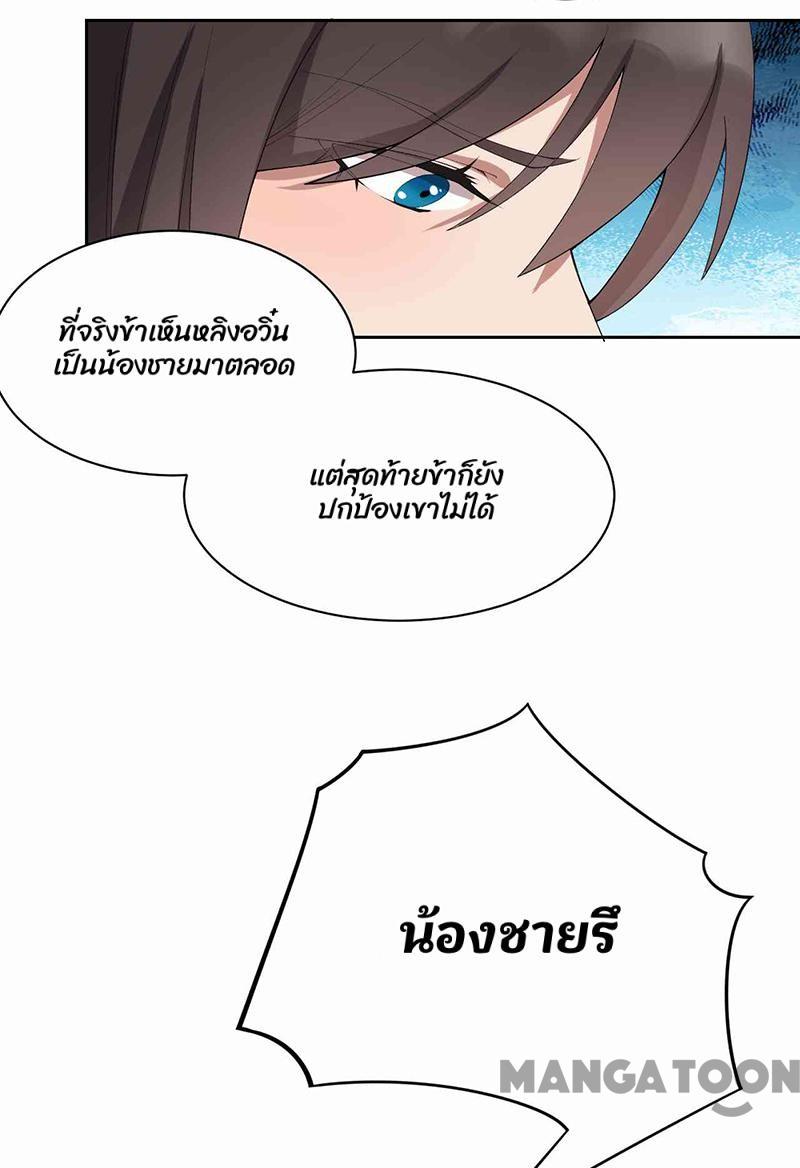 ที่จริงข้าเห็นหลิงอวิ๋น
เป็นน้องชายมาตลอด
แต่สุดท้ายข้าก็ยัง
ปกป้องเขาไม่ได้
น้องชายรึ
MANGATOON